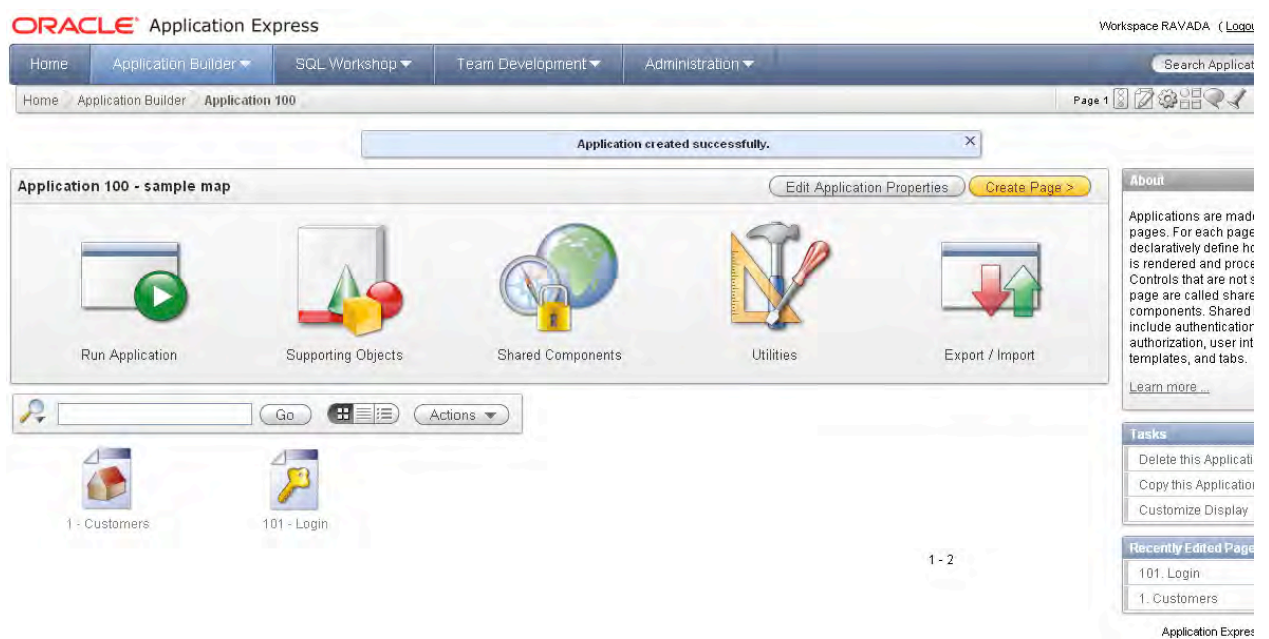 ORACLE Application Express
Workspace RAVADA (Logou
Home Application Builder SQL Workshop Team Development Administration
Search Applicat
Home Application Builder Application 100
Page 1
Application created successfully.
Application 100 - sample map
Edit Application Properties
Create Page >
Run Application
Supporting Objects
Shared Components
Utilities
Export / Import
Go
Actions
1 - Customers
101 - Login
1 - 2
About
Applications are made
pages. For each page
declaratively define ho
is rendered and proce
Controls that are not s
page are called share
components. Shared
include authentication
authorization, user int
templates, and tabs.
Learn more ...
Tasks
Delete this Applicati
Copy this Application
Customize Display
Recently Edited Page
101. Login
1. Customers
Application Expres